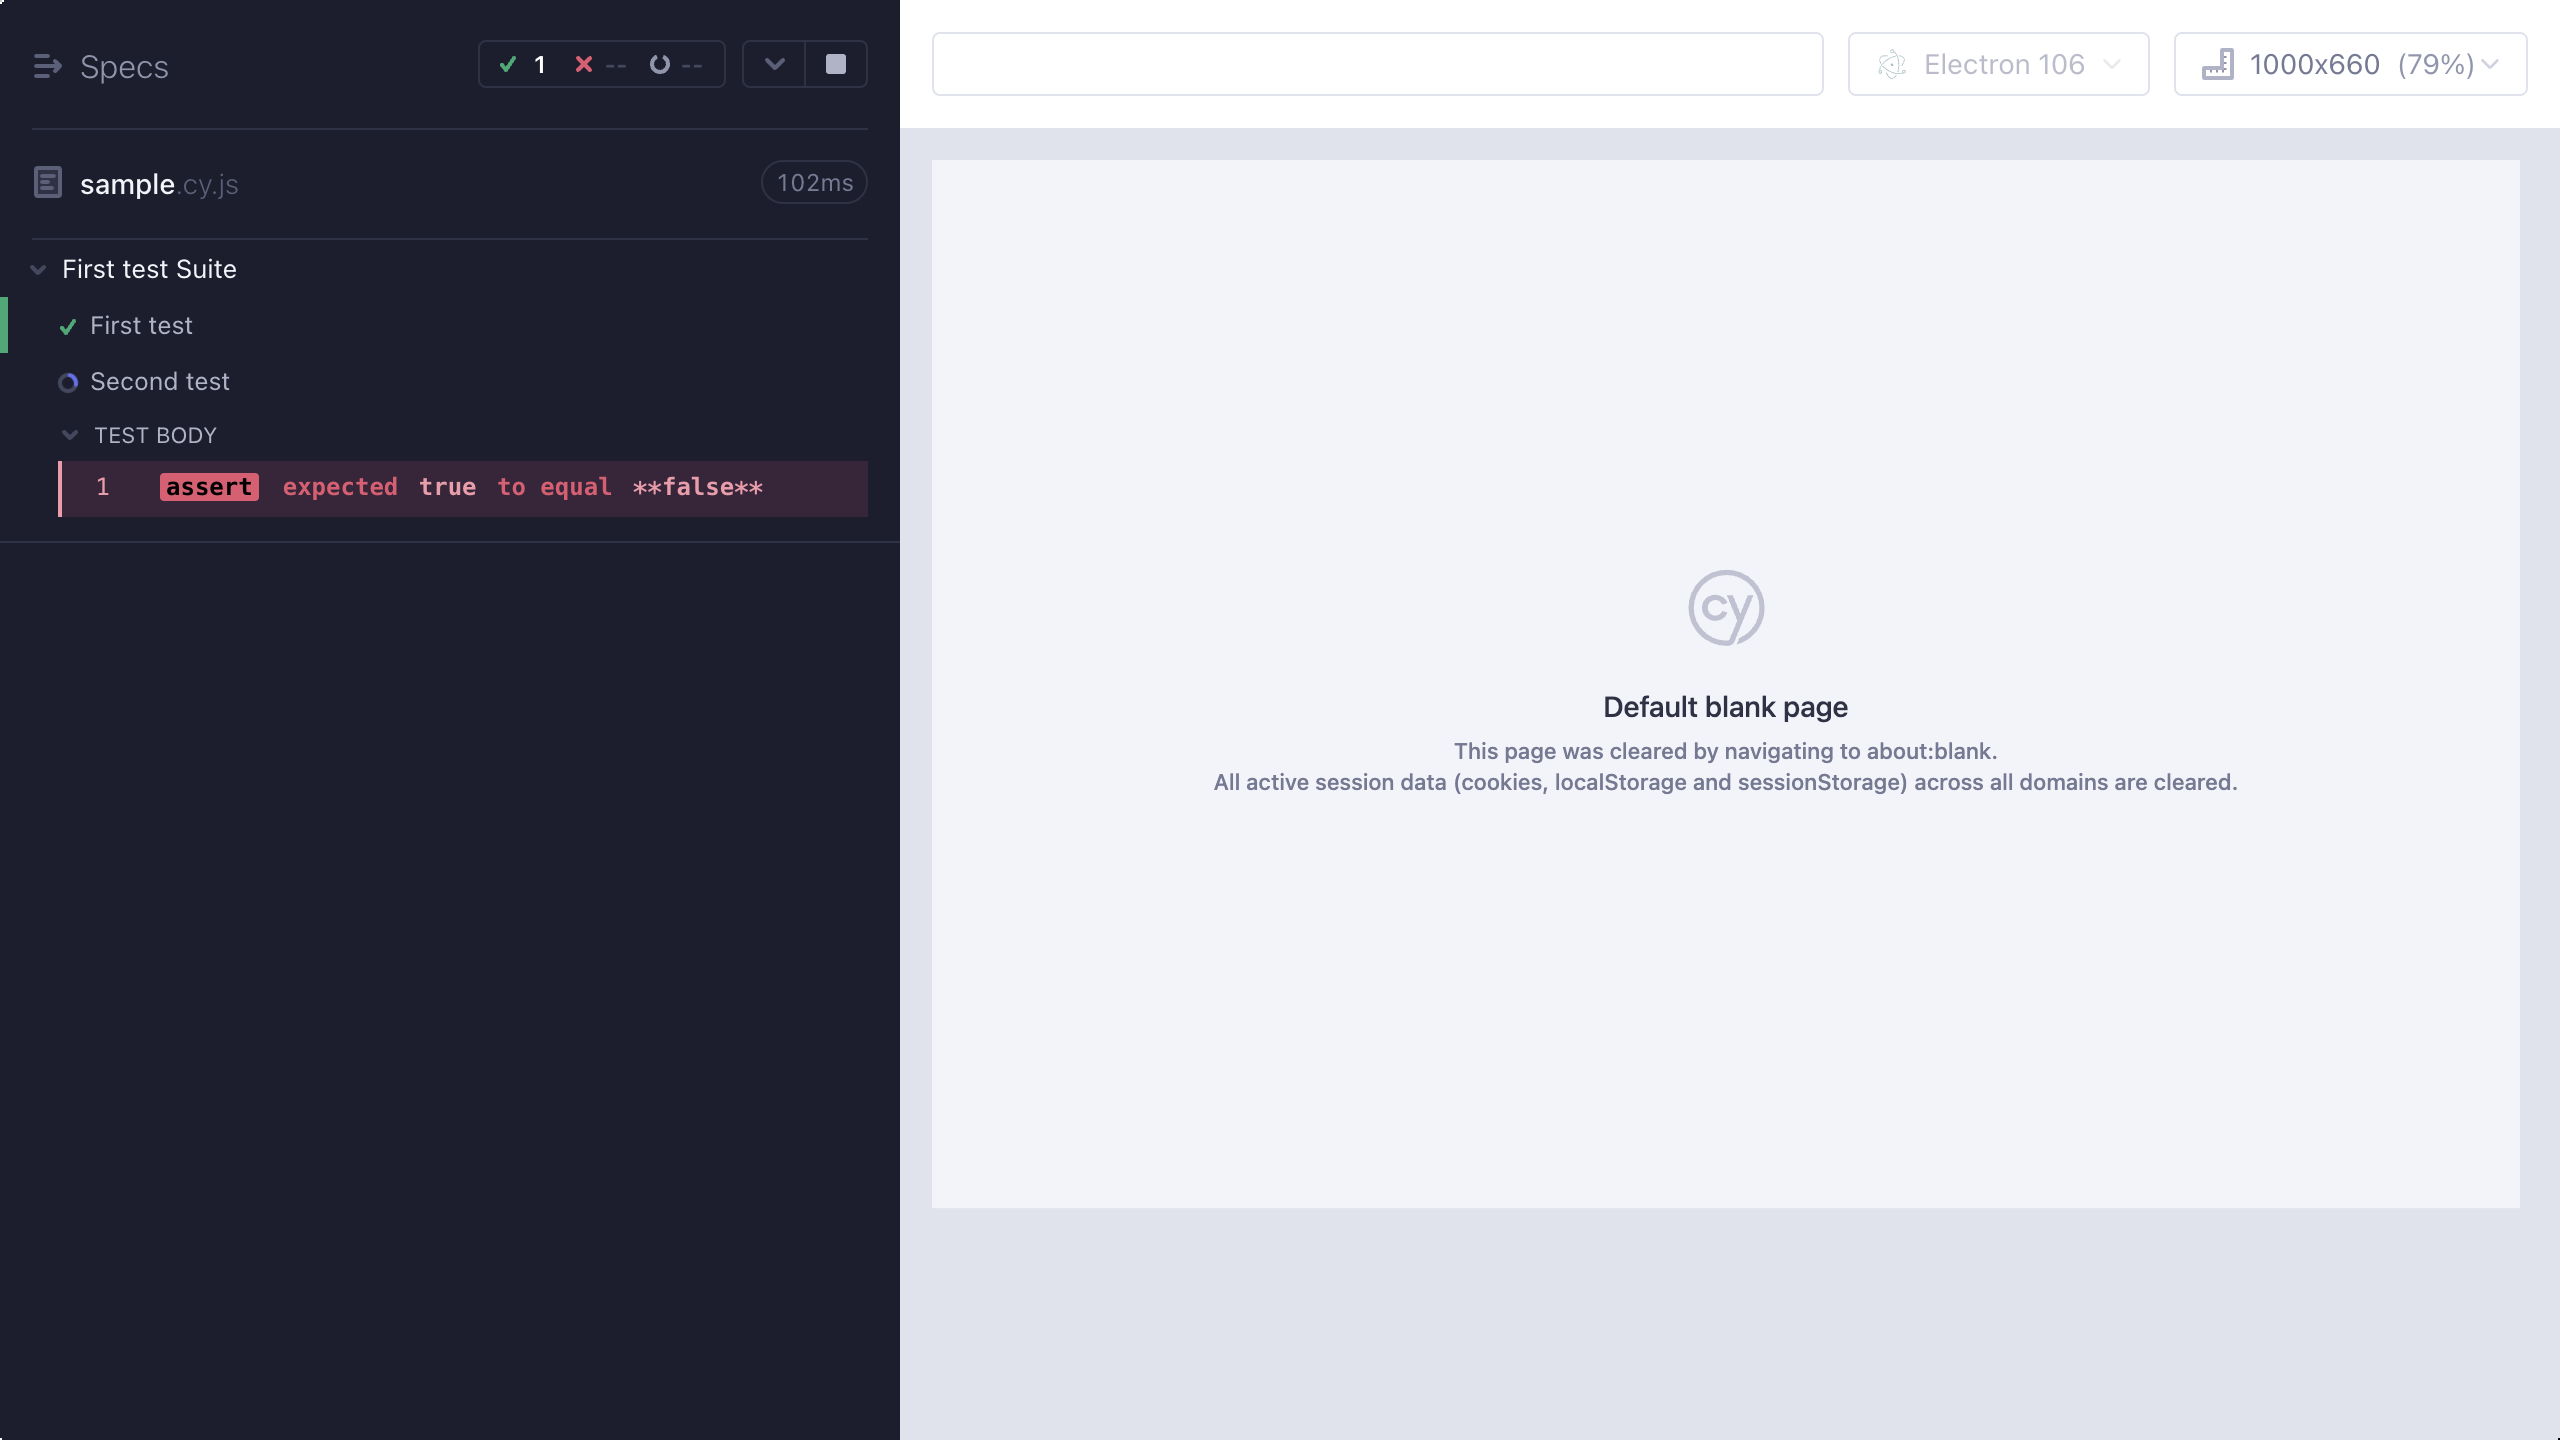 Specs
1 -- --
sample.cy.js
102ms
First test Suite
First test
Second test
TEST BODY
1 assert expected true to equal **false**
Electron 106
1000x660 (79%)
cy
Default blank page
This page was cleared by navigating to about:blank.
All active session data (cookies, localStorage and sessionStorage) across all domains are cleared.